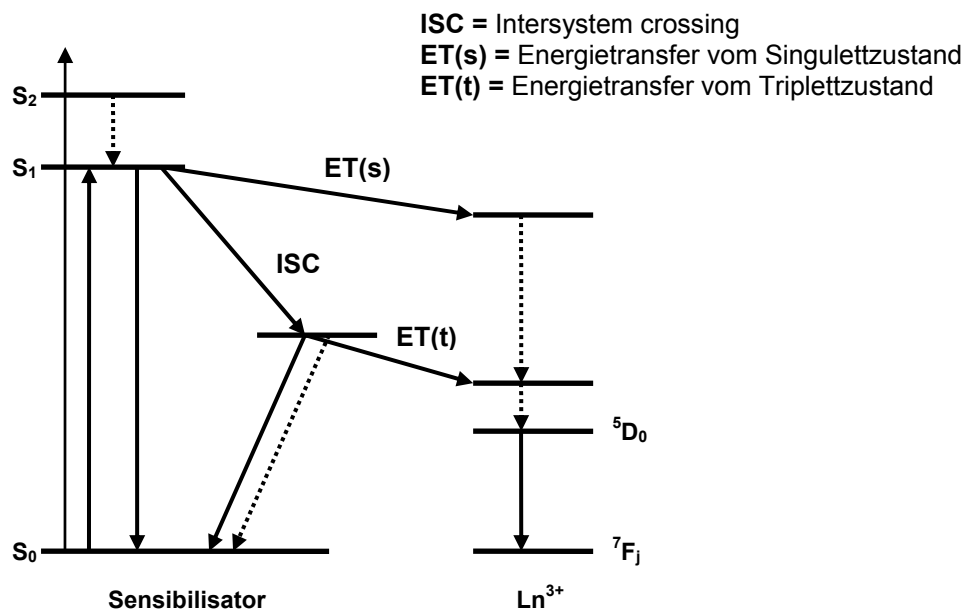 ISC = Intersystem crossing
ET(s) = Energietransfer vom Singulettzustand
ET(t) = Energietransfer vom Triplettzustand
S₂
S₁
ET(s)
ISC
ET(t)
⁵D₀
S₀
⁷Fⱼ
Sensibilisator
Ln³⁺